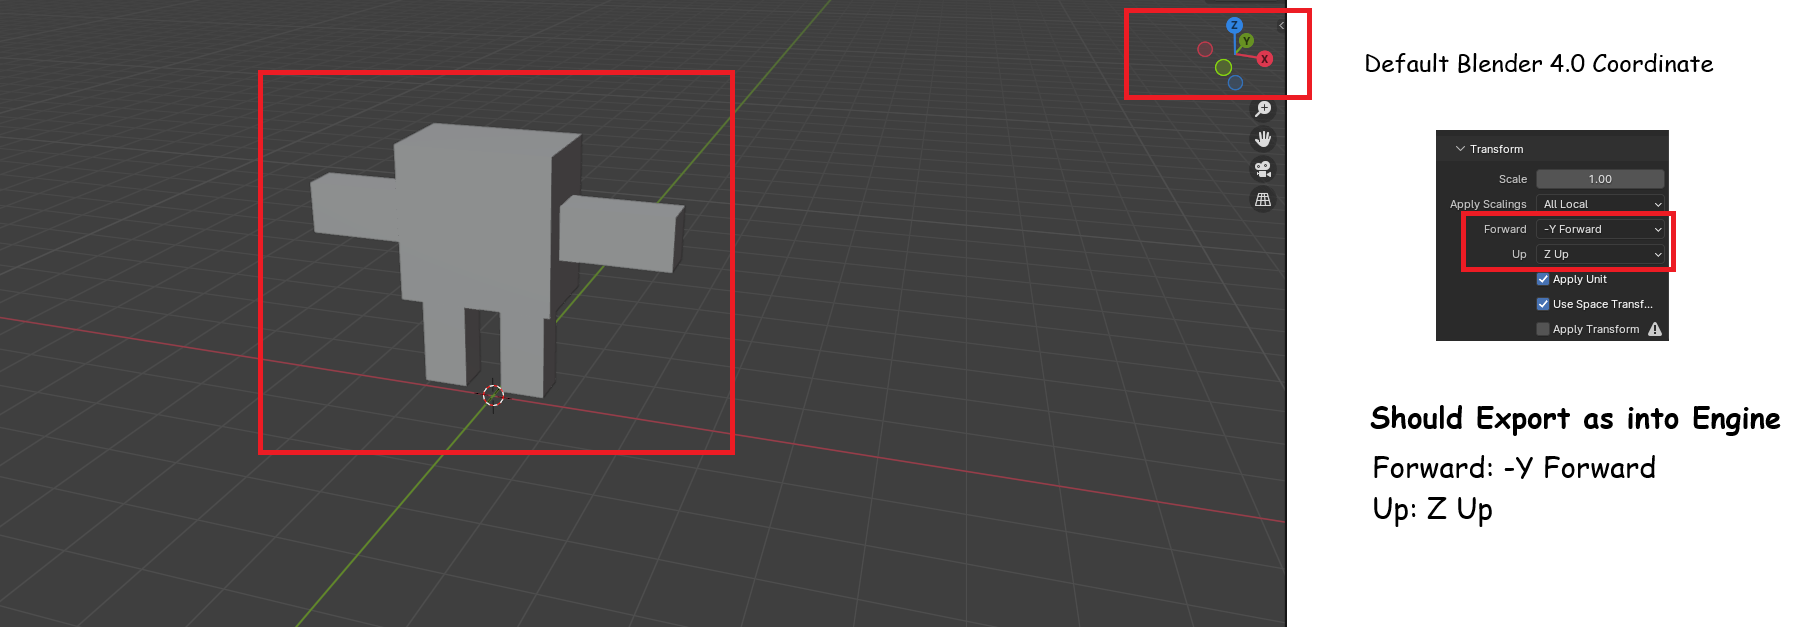 Z
Y
X
Default Blender 4.0 Coordinate
Transform
Scale 1.00
Apply Scalings All Local
Forward -Y Forward
Up Z Up
Apply Unit
Use Space Transf...
Apply Transform
Should Export as into Engine
Forward: -Y Forward
Up: Z Up